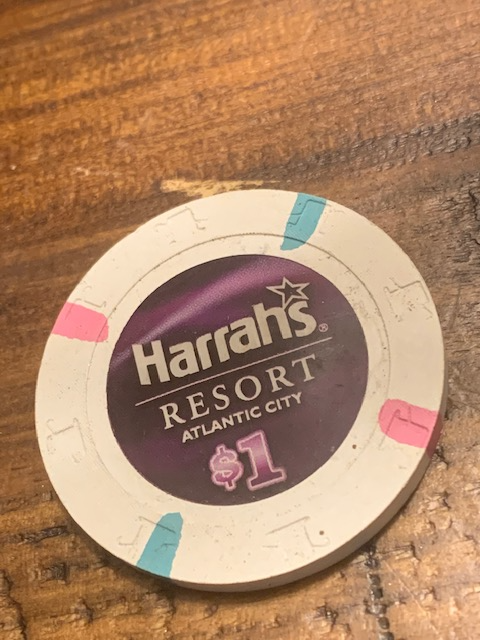 Harrah's®
RESORT
ATLANTIC CITY
$1